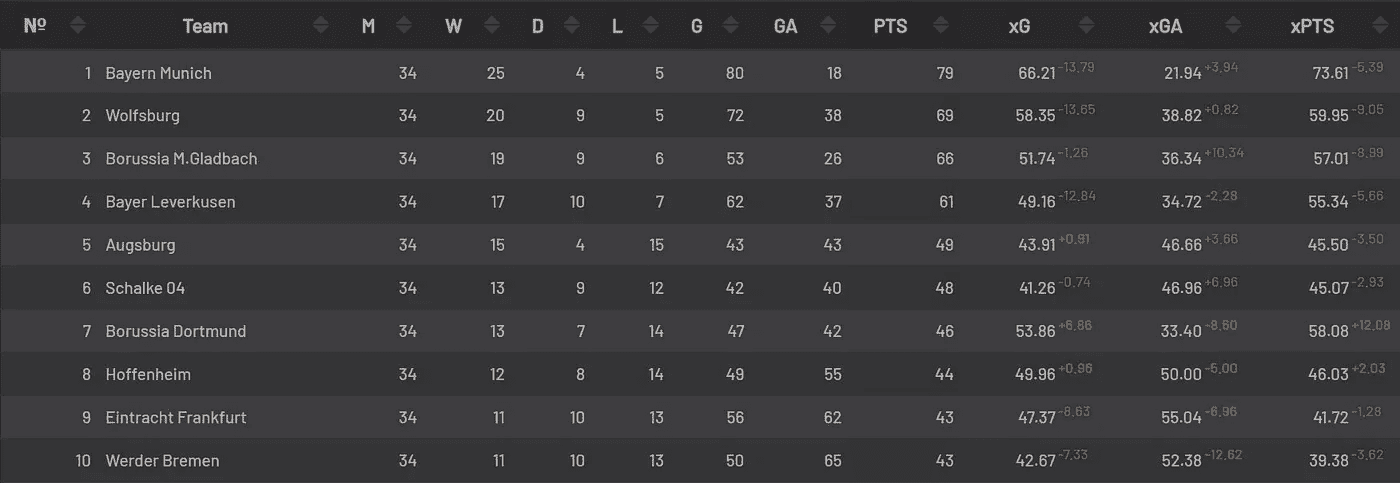 Nº Team M W D L G GA PTS xG xGA xPTS
1 Bayern Munich 34 25 4 5 80 18 79 66.21 -13.79 21.94 +3.94 73.61 -5.39
2 Wolfsburg 34 20 9 5 72 38 69 58.35 -13.65 38.82 +0.82 59.95 -9.05
3 Borussia M.Gladbach 34 19 9 6 53 26 66 51.74 -1.26 36.34 +10.34 57.01 -8.99
4 Bayer Leverkusen 34 17 10 7 62 37 61 49.16 -12.84 34.72 -2.28 55.34 -5.66
5 Augsburg 34 15 4 15 43 43 49 43.91 +0.91 46.66 +3.66 45.50 -3.50
6 Schalke 04 34 13 9 12 42 40 48 41.26 -0.74 46.96 +6.96 45.07 -2.93
7 Borussia Dortmund 34 13 7 14 47 42 46 53.86 +6.86 33.40 -8.60 58.08 +12.08
8 Hoffenheim 34 12 8 14 49 55 44 49.96 +0.96 50.00 -5.00 46.03 +2.03
9 Eintracht Frankfurt 34 11 10 13 56 62 43 47.37 -8.63 55.04 -6.96 41.72 -1.28
10 Werder Bremen 34 11 10 13 50 65 43 42.67 -7.33 52.38 -12.62 39.38 -3.62